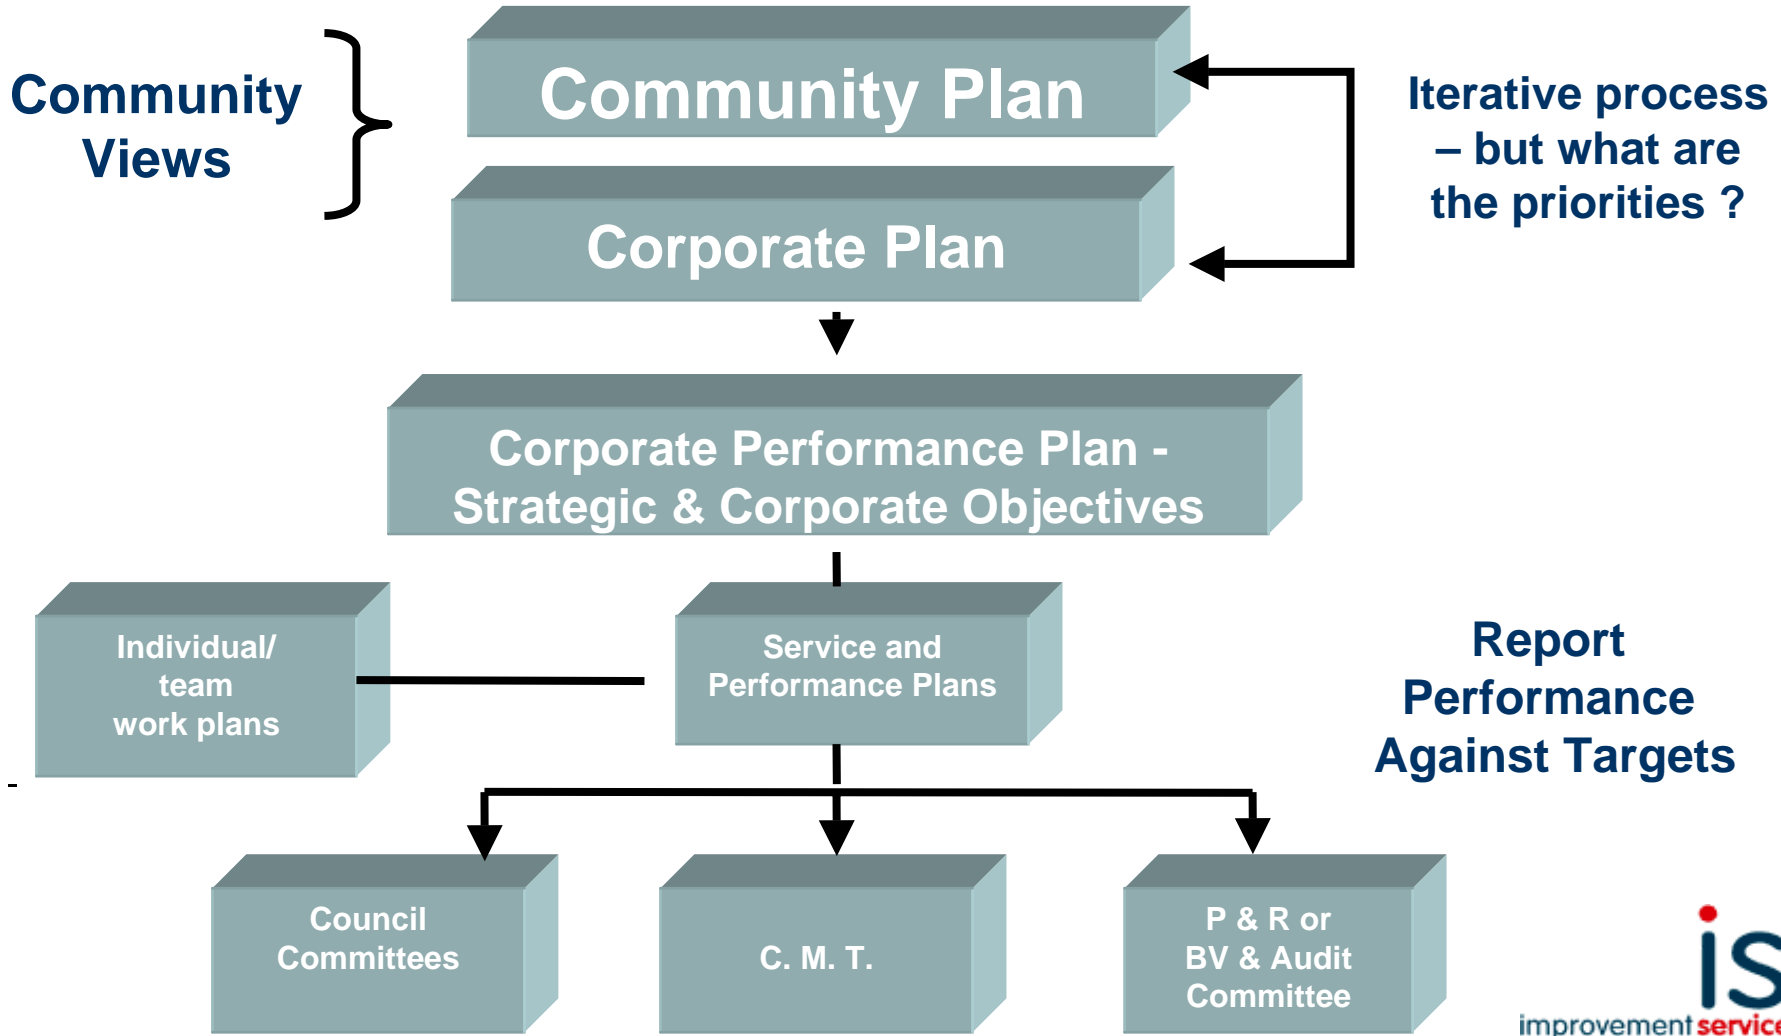 Community
Views
Community Plan
Iterative process
– but what are
the priorities ?
Corporate Plan
Corporate Performance Plan -
Strategic & Corporate Objectives
Individual/
team
work plans
Service and
Performance Plans
Report
Performance
Against Targets
-
Council
Committees
C. M. T.
P & R or
BV & Audit
Committee
is
improvement service